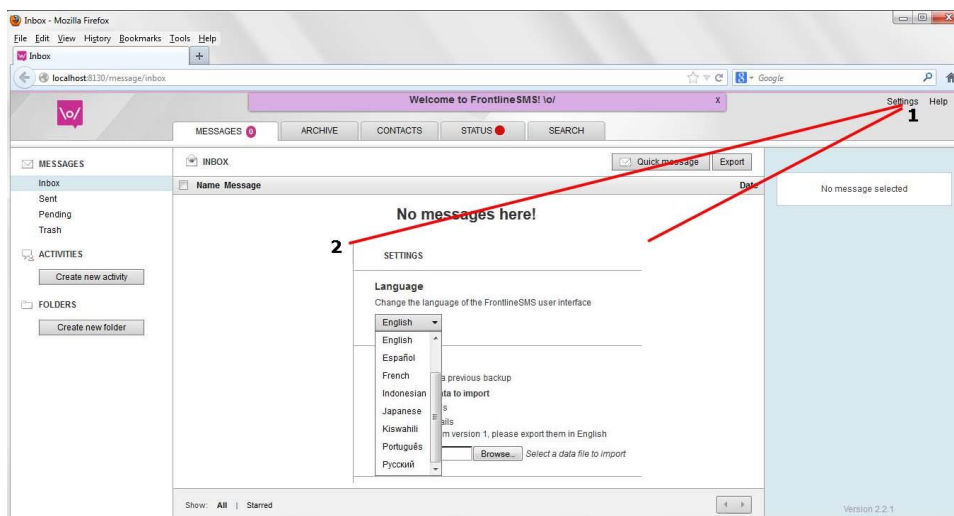 Inbox - Mozilla Firefox
File Edit View History Bookmarks Tools Help
Inbox
localhost:8130/message/inbox
Google
\o/
Welcome to FrontlineSMS! \o/ x
Settings Help
1
MESSAGES 0 ARCHIVE CONTACTS STATUS SEARCH
MESSAGES
Inbox
Sent
Pending
Trash
ACTIVITIES
Create new activity
FOLDERS
Create new folder
INBOX
Quick message Export
Name Message Date
No messages here!
No message selected
2
SETTINGS
Language
Change the language of the FrontlineSMS user interface
English
English
Español
French
Indonesian
Japanese
Kiswahili
Português
Русский
a previous backup
ta to import
s
ails
m version 1, please export them in English
Browse... Select a data file to import
Show: All | Starred
Version 2.2.1